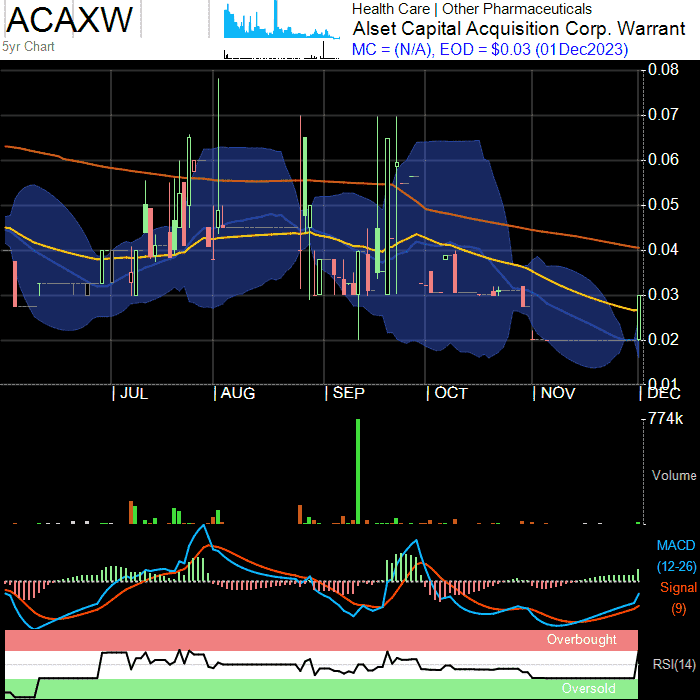 ACAXW
5yr Chart
Health Care | Other Pharmaceuticals
Alset Capital Acquisition Corp. Warrant
MC = (N/A), EOD = $0.03 (01Dec2023)
0.08
0.07
0.06
0.05
0.04
0.03
0.02
0.01
JUL AUG SEP OCT NOV DEC
774k
Volume
MACD
(12-26)
Signal
(9)
Overbought
RSI(14)
Oversold